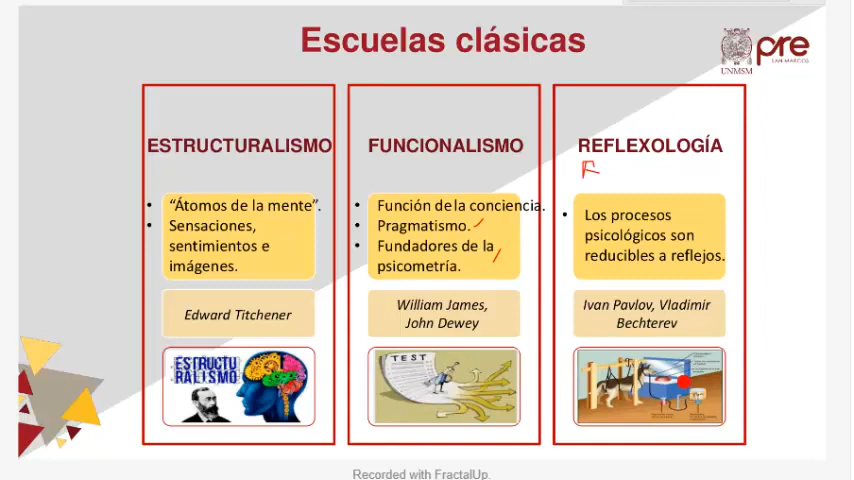 Escuelas clásicas
UNMSM
pre
SAN MARCOS
ESTRUCTURALISMO
• “Átomos de la mente”.
• Sensaciones,
sentimientos e
imágenes.
Edward Titchener
ESTRUCTU
RALISMO
FUNCIONALISMO
• Función de la conciencia.
• Pragmatismo.
• Fundadores de la
psicometría.
William James,
John Dewey
TEST
REFLEXOLOGÍA
• Los procesos
psicológicos son
reducibles a reflejos.
Ivan Pavlov, Vladimir
Bechterev
Recorded with FractalUp.